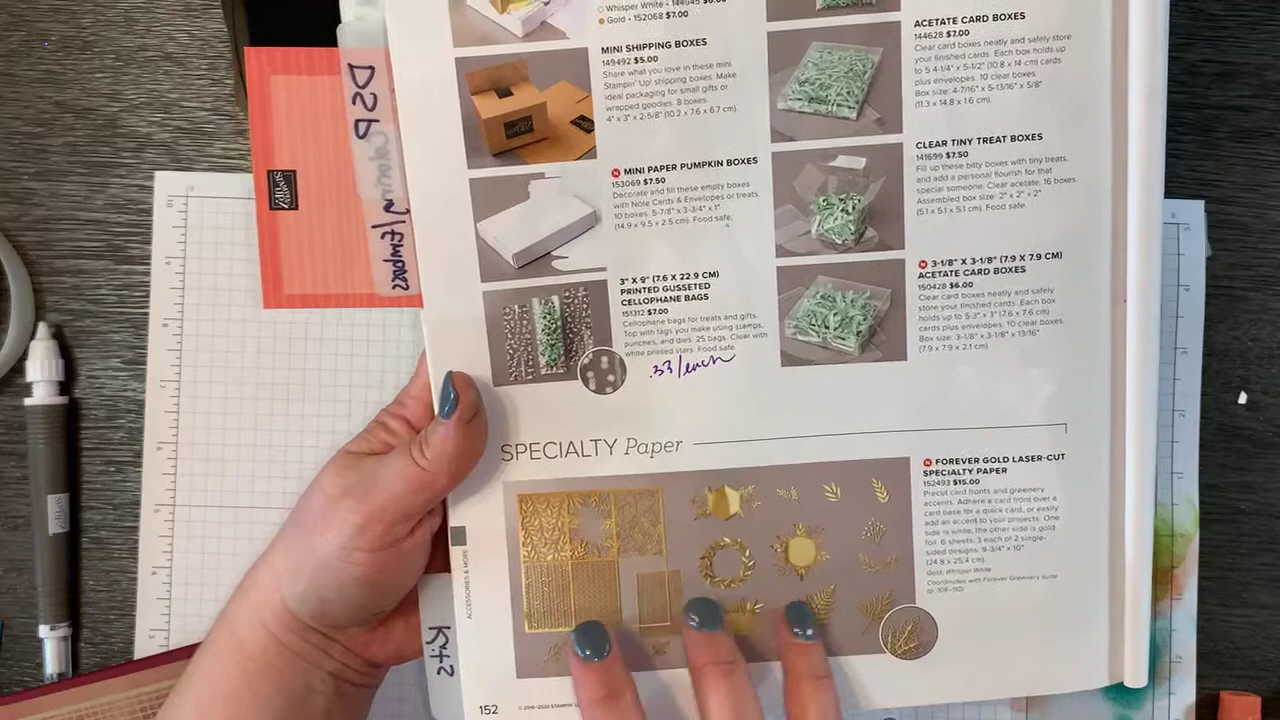 Whisper White • 144645 $6.00
Gold • 152068 $7.00
MINI SHIPPING BOXES
149492 $5.00
Share what you love in these mini
Stampin' Up! shipping boxes. Make
ideal packaging for small gifts or
wrapped goodies. 8 boxes.
4" x 3" x 2-5/8" (10.2 x 7.6 x 6.7 cm).
N MINI PAPER PUMPKIN BOXES
153069 $7.50
Decorate and fill these empty boxes
with Note Cards & Envelopes or treats.
10 boxes. 5-7/8" x 3-3/4" x 1"
(14.9 x 9.5 x 2.5 cm). Food safe.
3" X 9" (7.6 X 22.9 CM)
PRINTED GUSSETED
CELLOPHANE BAGS
151312 $7.00
Cellophane bags for treats and gifts.
Top with tags you make using stamps,
punches, and dies. 25 bags. Clear with
white printed stars. Food safe.
.33/each
ACETATE CARD BOXES
144628 $7.00
Clear card boxes neatly and safely store
your finished cards. Each box holds up
to 5 4-1/4" x 5-1/2" (10.8 x 14 cm) cards
plus envelopes. 10 clear boxes.
Box size: 4-7/16" x 5-13/16" x 5/8"
(11.3 x 14.8 x 1.6 cm).
CLEAR TINY TREAT BOXES
141699 $7.50
Fill up these bitty boxes with tiny treats,
and add a personal flourish for that
special someone. Clear acetate. 16 boxes.
Assembled box size: 2" x 2" x 2"
(5.1 x 5.1 x 5.1 cm). Food safe.
N 3-1/8" X 3-1/8" (7.9 X 7.9 CM)
ACETATE CARD BOXES
150428 $6.00
Clear card boxes neatly and safely
store your finished cards. Each box
holds up to 5 3" x 3" (7.6 x 7.6 cm)
cards plus envelopes. 10 clear boxes.
Box size: 3-1/8" x 3-1/8" x 13/16"
(7.9 x 7.9 x 2.1 cm).
SPECIALTY Paper
N FOREVER GOLD LASER-CUT
SPECIALTY PAPER
152493 $15.00
Precut card fronts and greenery
accents. Adhere a card front over a
card base for a quick card, or easily
add an accent to your projects. One
side is white, the other side is gold
foil. 6 sheets: 3 each of 2 single-
sided designs. 9-3/4" x 10"
(24.8 x 25.4 cm).
Gold, Whisper White
Coordinates with Forever Greenery Suite
(p. 108–110)
ACCESSORIES & MORE
152
STAMPIN' UP!
DSP
Kits